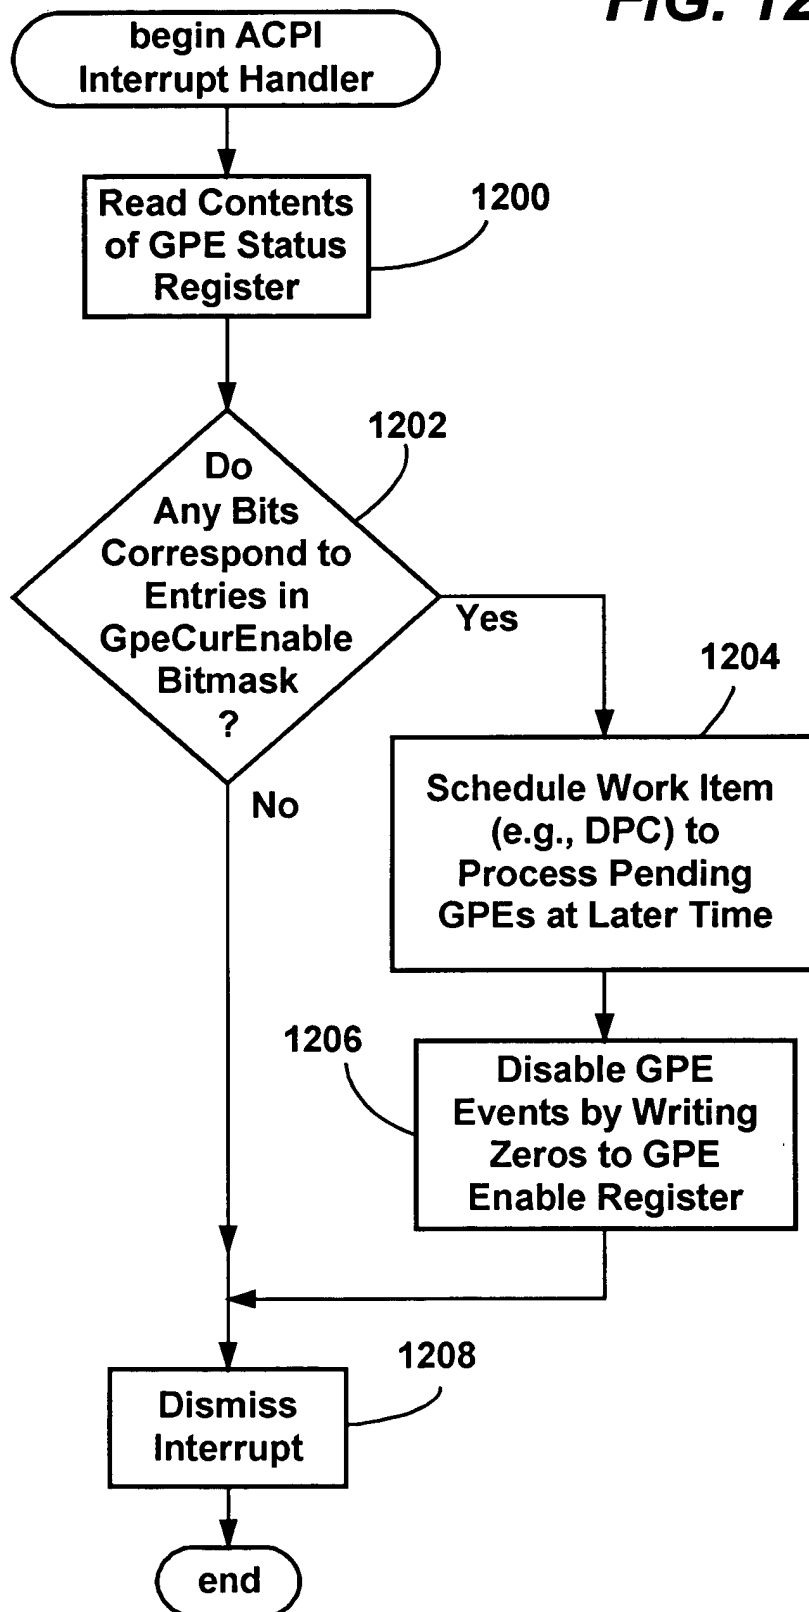 FIG. 12
begin ACPI
Interrupt Handler
Read Contents
of GPE Status
Register
1200
1202
Do
Any Bits
Correspond to
Entries in
GpeCurEnable
Bitmask
?
Yes
No
1204
Schedule Work Item
(e.g., DPC) to
Process Pending
GPEs at Later Time
1206
Disable GPE
Events by Writing
Zeros to GPE
Enable Register
1208
Dismiss
Interrupt
end